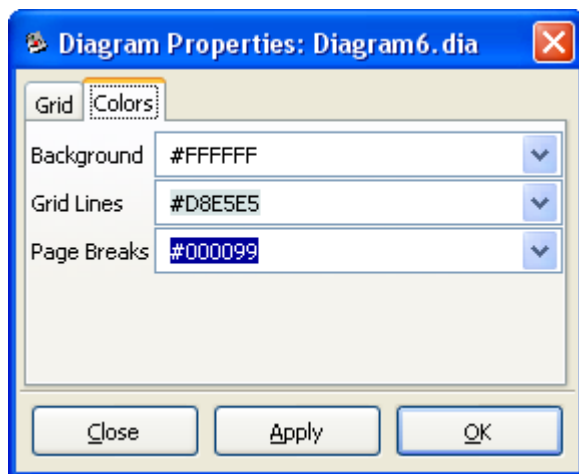 Diagram Properties: Diagram6.dia
Grid Colors
Background #FFFFFF
Grid Lines #D8E5E5
Page Breaks #000099
Close Apply OK